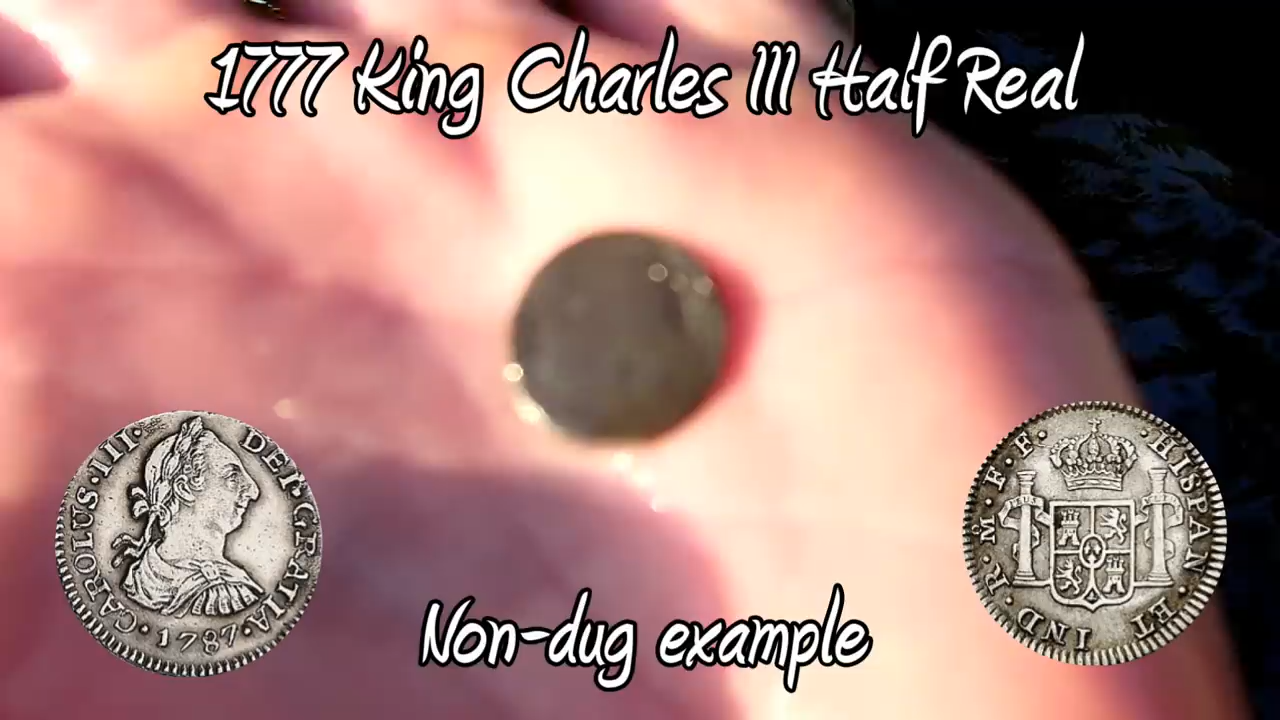 1777 King Charles III Half Real
CAROLUS·III· DEI·GRATIA· ·1787·
·HISPAN·ET IND·R·M̊·F·F·
Non-dug example